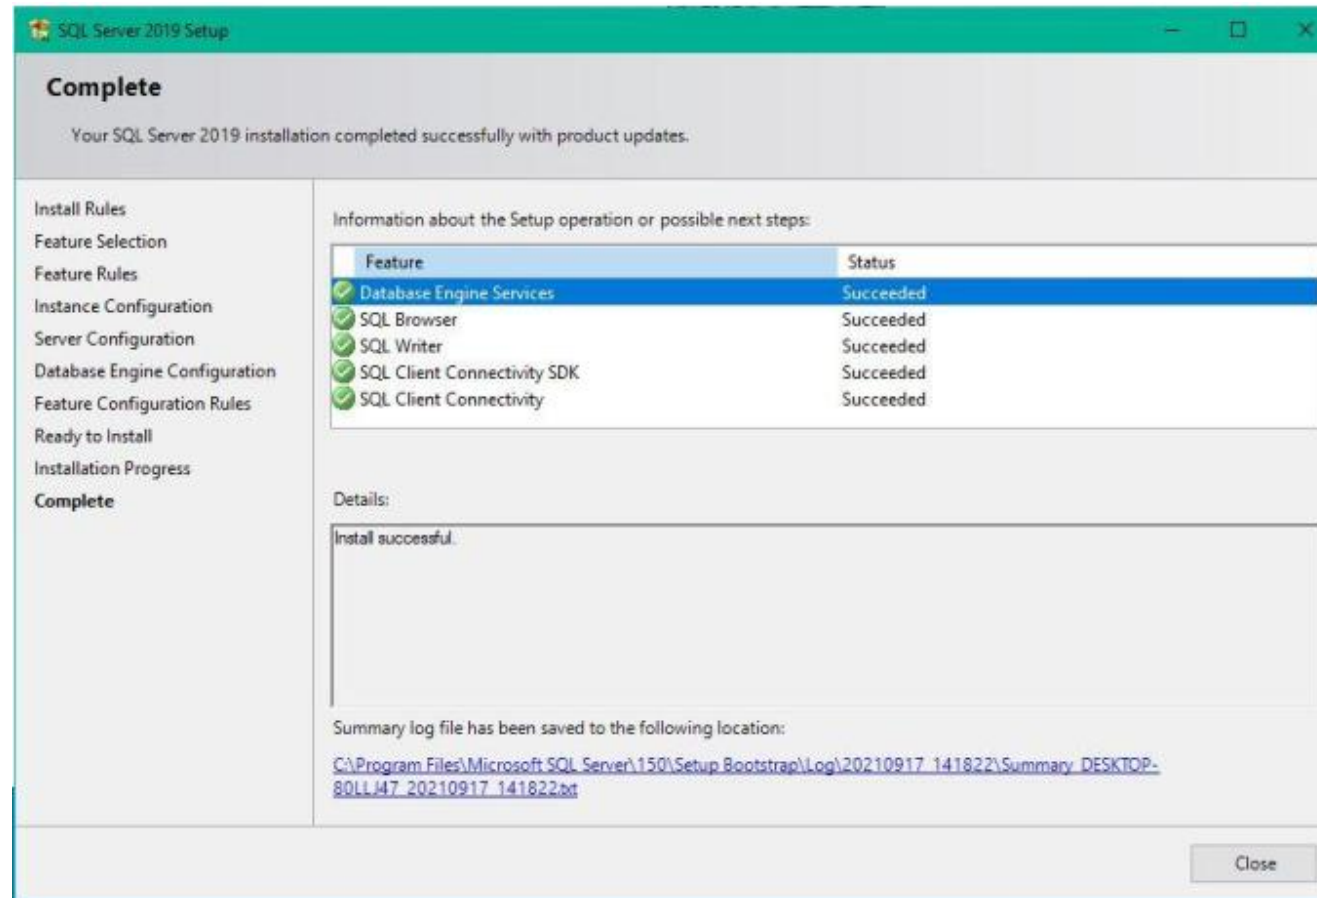 SQL Server 2019 Setup
Complete
Your SQL Server 2019 installation completed successfully with product updates.
Install Rules
Feature Selection
Feature Rules
Instance Configuration
Server Configuration
Database Engine Configuration
Feature Configuration Rules
Ready to Install
Installation Progress
Complete
Information about the Setup operation or possible next steps:
Feature Status
Database Engine Services Succeeded
SQL Browser Succeeded
SQL Writer Succeeded
SQL Client Connectivity SDK Succeeded
SQL Client Connectivity Succeeded
Details:
Install successful.
Summary log file has been saved to the following location:
C:\Program Files\Microsoft SQL Server\150\Setup Bootstrap\Log\20210917_141822\Summary_DESKTOP-
80LLJ47_20210917_141822.txt
Close